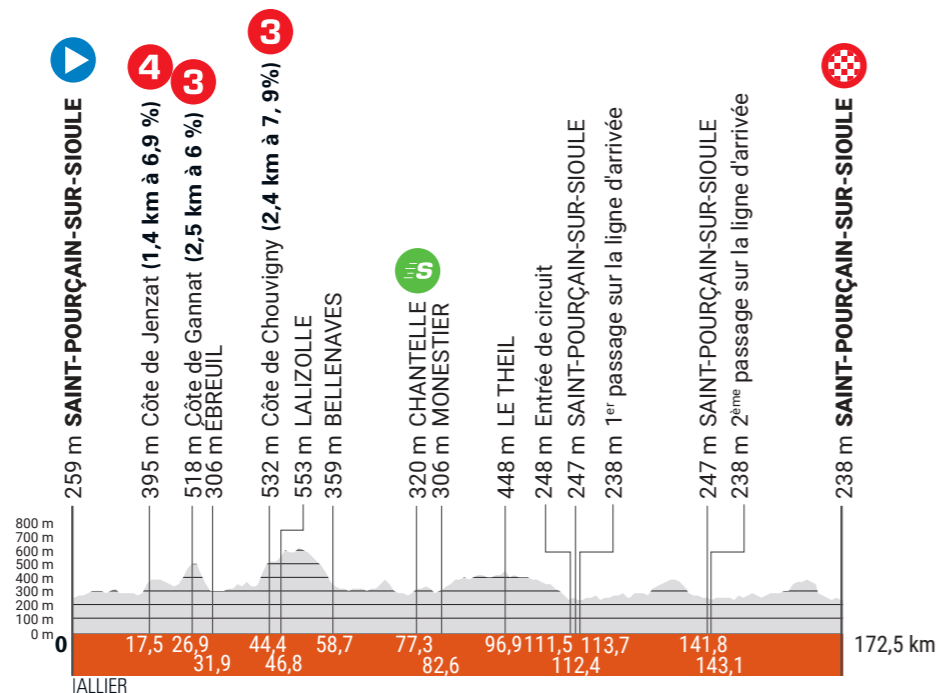 4
3
3
S
259 m SAINT-POURÇAIN-SUR-SIOULE
395 m Côte de Jenzat (1,4 km à 6,9 %)
518 m Côte de Gannat (2,5 km à 6 %)
306 m ÉBREUIL
532 m Côte de Chouvigny (2,4 km à 7, 9%)
553 m LALIZOLLE
359 m BELLENAVES
320 m CHANTELLE
306 m MONESTIER
448 m LE THEIL
248 m Entrée de circuit
247 m SAINT-POURÇAIN-SUR-SIOULE
238 m 1er passage sur la ligne d'arrivée
247 m SAINT-POURÇAIN-SUR-SIOULE
238 m 2ème passage sur la ligne d'arrivée
238 m SAINT-POURÇAIN-SUR-SIOULE
800 m
700 m
600 m
500 m
400 m
300 m
200 m
100 m
0 m
0 17,5 26,9 44,4 58,7 77,3 96,9 111,5 113,7 141,8 172,5 km
31,9 46,8 82,6 112,4 143,1
ALLIER